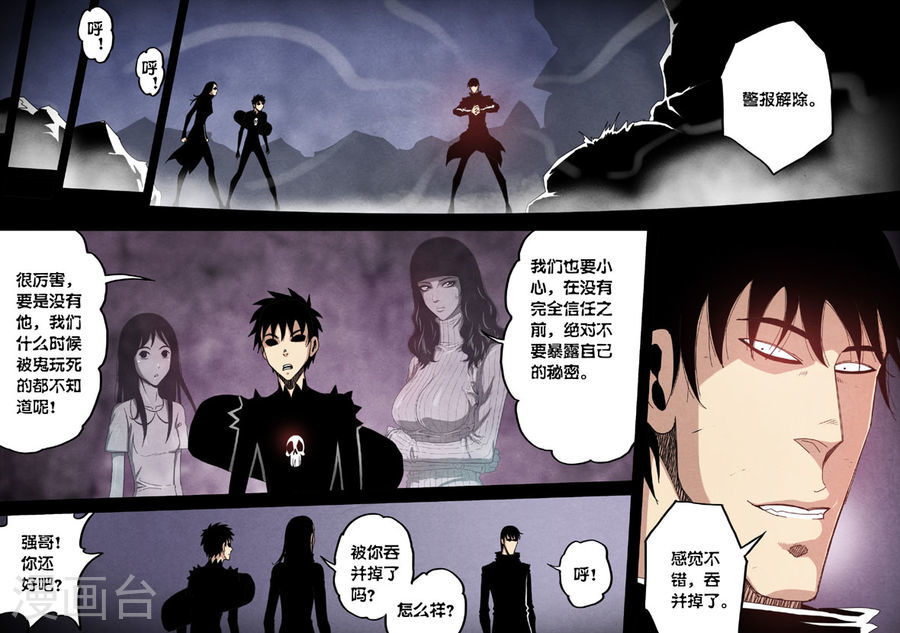 呼！
呼！
警报解除。
很厉害，
要是没有
他，我们
什么时候
被鬼玩死
的都不知
道呢！
我们也要小
心，在没有
完全信任之
前，绝对不
要暴露自己
的秘密。
强哥！
你还
好吧？
被你吞
并掉了
吗？
怎么样？
呼！
感觉不
错，吞
并掉了。
漫画台